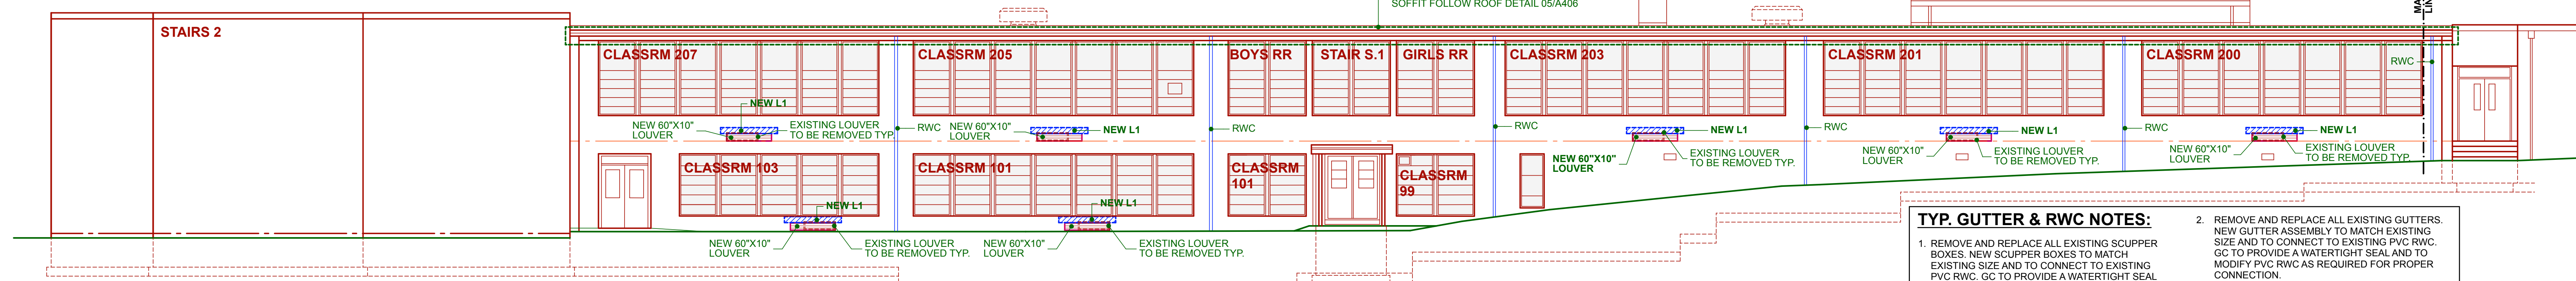 SOFFIT FOLLOW ROOF DETAIL 05/A406
MA
LIN
STAIRS 2
CLASSRM 207
CLASSRM 205
BOYS RR
STAIR S.1
GIRLS RR
CLASSRM 203
CLASSRM 201
CLASSRM 200
RWC
NEW L1
NEW 60"X10"
LOUVER
EXISTING LOUVER
TO BE REMOVED TYP.
RWC
NEW 60"X10"
LOUVER
NEW L1
RWC
RWC
NEW L1
NEW 60"X10"
LOUVER
EXISTING LOUVER
TO BE REMOVED TYP.
RWC
NEW L1
NEW 60"X10"
LOUVER
EXISTING LOUVER
TO BE REMOVED TYP.
RWC
NEW L1
NEW 60"X10"
LOUVER
EXISTING LOUVER
TO BE REMOVED TYP.
CLASSRM 103
CLASSRM 101
CLASSRM
101
CLASSRM
99
NEW L1
NEW 60"X10"
LOUVER
EXISTING LOUVER
TO BE REMOVED TYP.
NEW L1
NEW 60"X10"
LOUVER
EXISTING LOUVER
TO BE REMOVED TYP.
TYP. GUTTER & RWC NOTES:
1. REMOVE AND REPLACE ALL EXISTING SCUPPER
BOXES. NEW SCUPPER BOXES TO MATCH
EXISTING SIZE AND TO CONNECT TO EXISTING
PVC RWC. GC TO PROVIDE A WATERTIGHT SEAL
2. REMOVE AND REPLACE ALL EXISTING GUTTERS.
NEW GUTTER ASSEMBLY TO MATCH EXISTING
SIZE AND TO CONNECT TO EXISTING PVC RWC.
GC TO PROVIDE A WATERTIGHT SEAL AND TO
MODIFY PVC RWC AS REQUIRED FOR PROPER
CONNECTION.